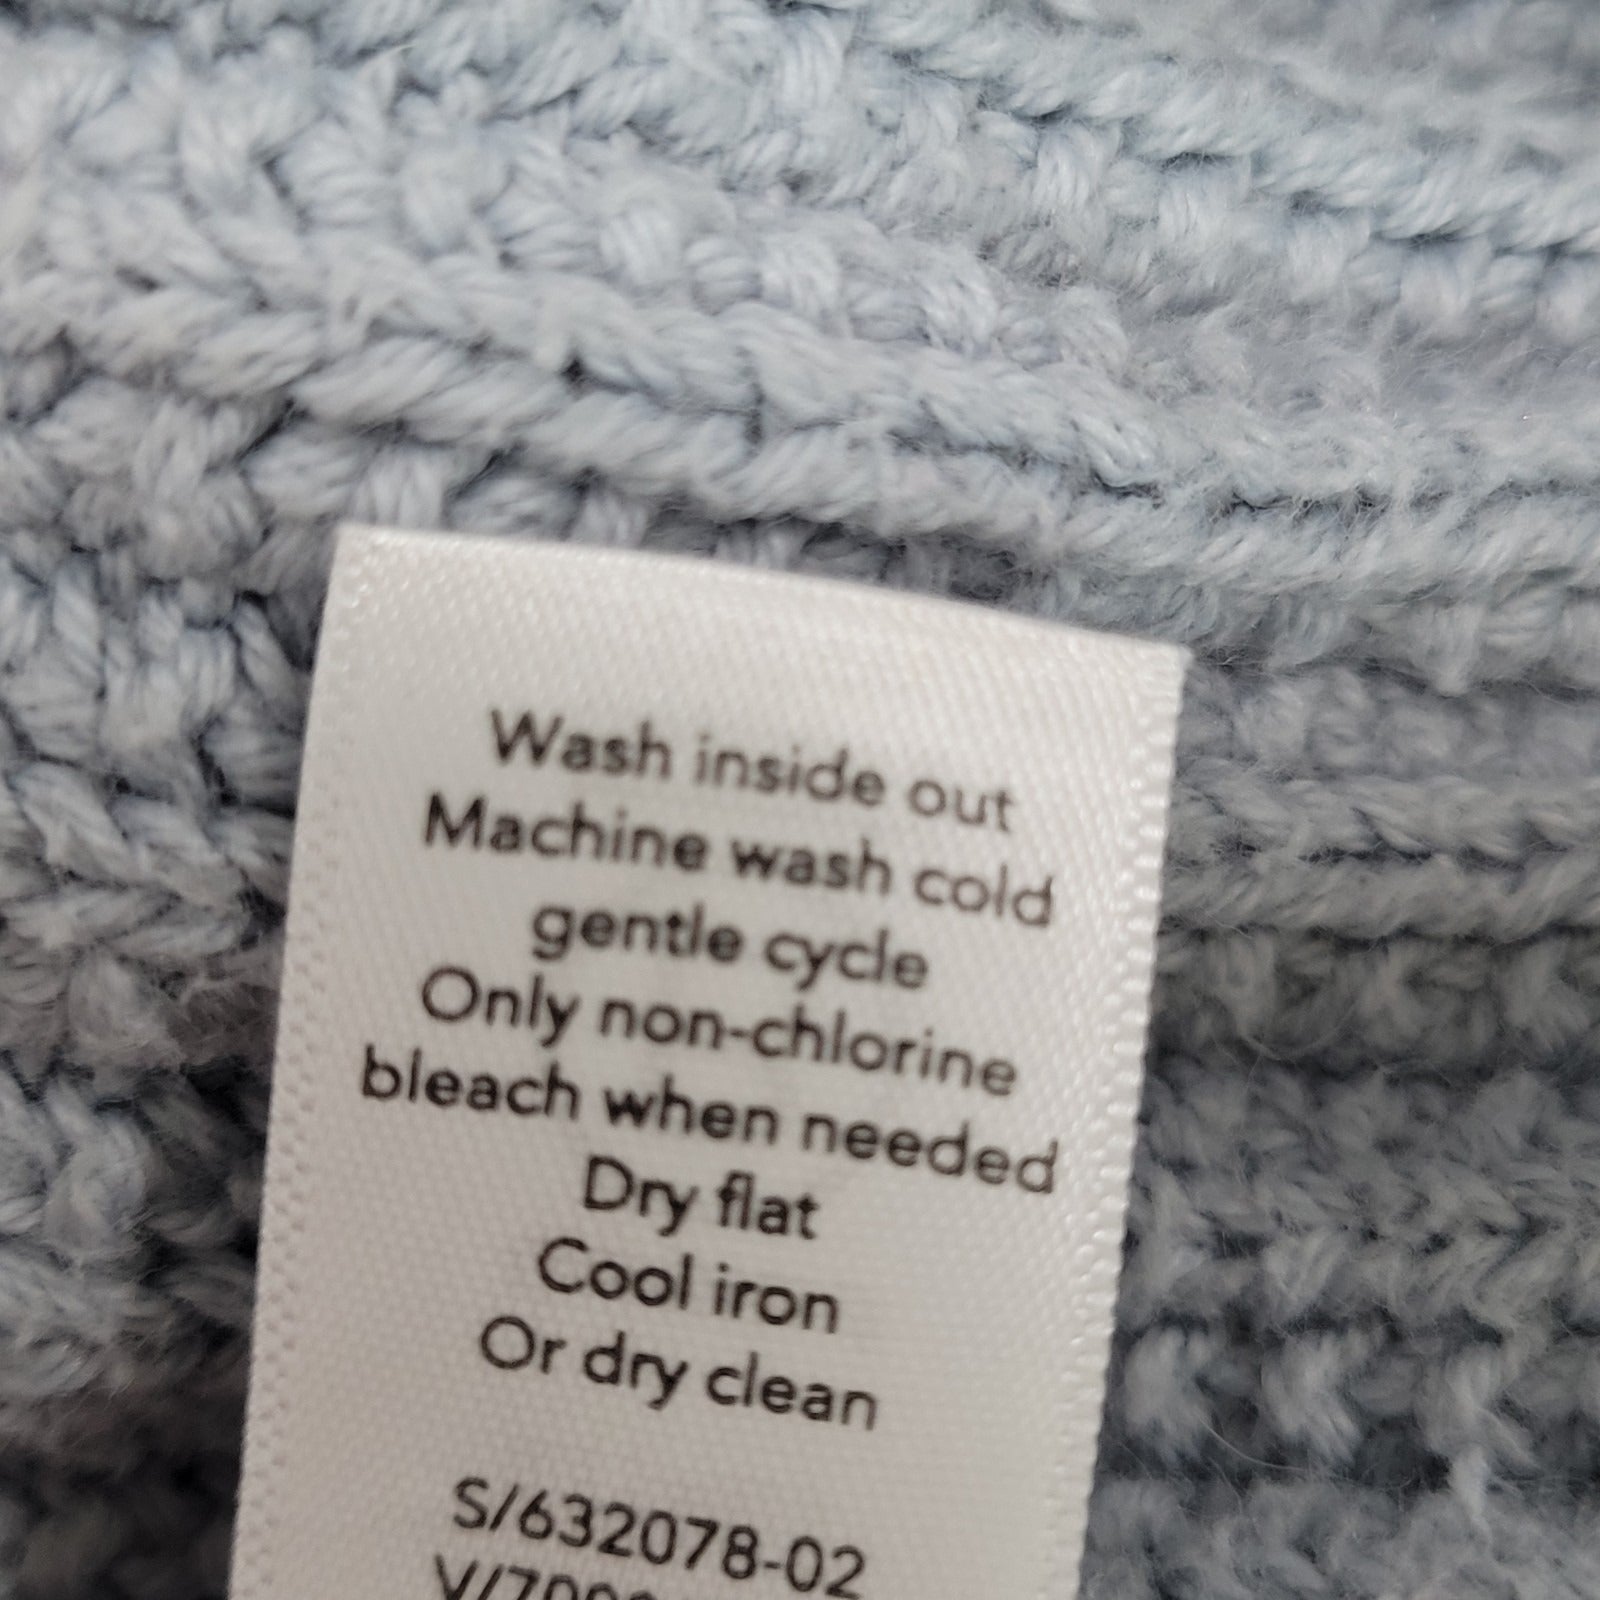 Wash inside out
Machine wash cold
gentle cycle
Only non-chlorine
bleach when needed
Dry flat
Cool iron
Or dry clean
S/632078-02